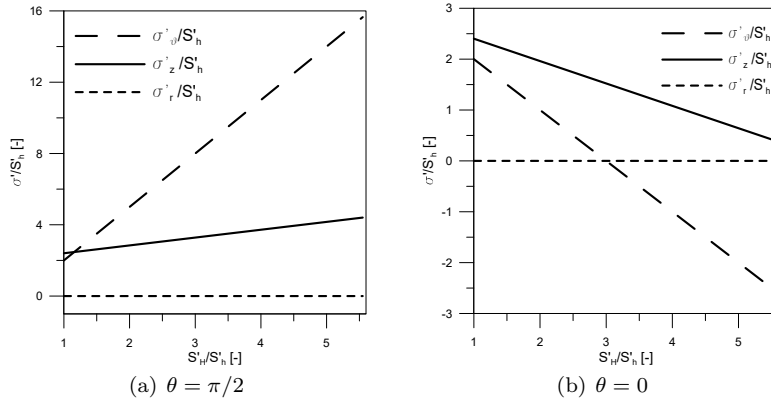 σ'ϑ/S'h
σ'z/S'h
σ'r/S'h
16
12
8
4
0
σ'/S'h [-]
1 2 3 4 5
S'H/S'h [-]
(a) θ = π/2
σ'ϑ/S'h
σ'z/S'h
σ'r/S'h
3
2
1
0
-1
-2
-3
σ'/S'h [-]
1 2 3 4 5
S'H/S'h [-]
(b) θ = 0